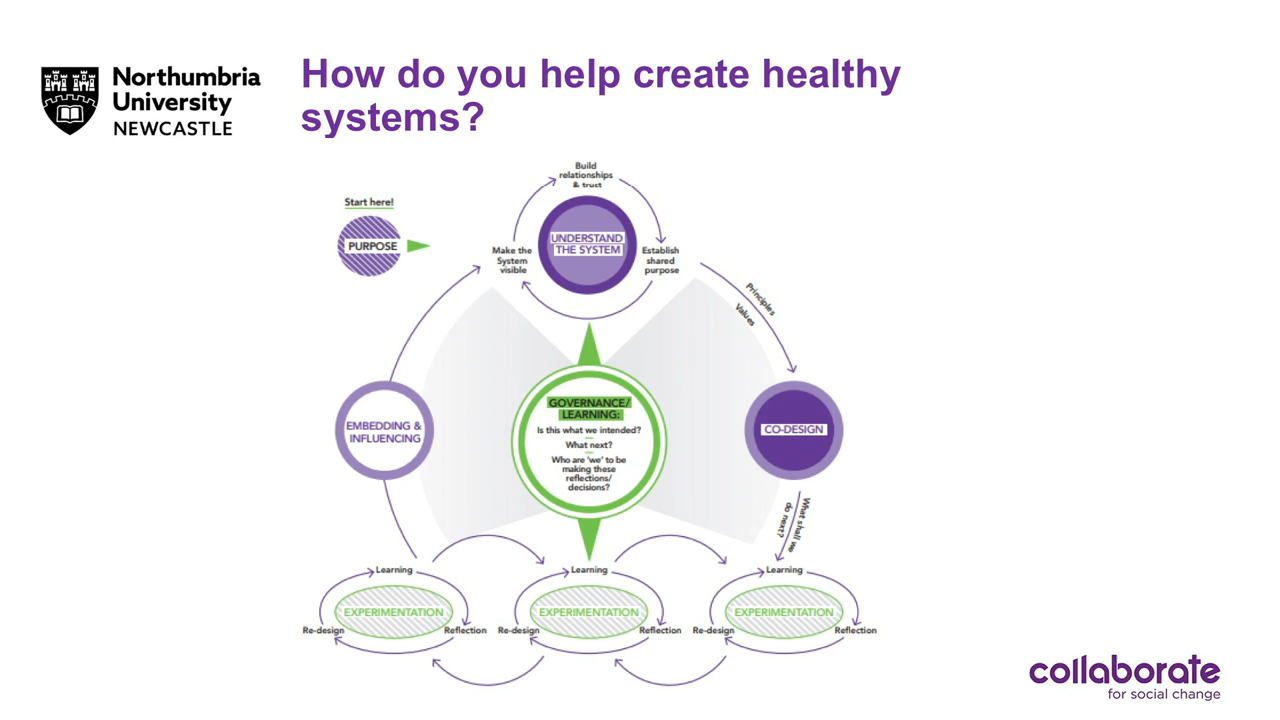 Northumbria
University
NEWCASTLE
How do you help create healthy
systems?
Start here!
PURPOSE
Build
relationships
& trust
UNDERSTAND
THE SYSTEM
Make the
System
visible
Establish
shared
purpose
Principles
Values
EMBEDDING &
INFLUENCING
GOVERNANCE/
LEARNING:
Is this what we intended?
What next?
Who are 'we' to be
making these
reflections/
decisions?
CO-DESIGN
What shall we
do next?
Learning
EXPERIMENTATION
Re-design
Reflection
Learning
EXPERIMENTATION
Re-design
Reflection
Learning
EXPERIMENTATION
Re-design
Reflection
collaborate
for social change